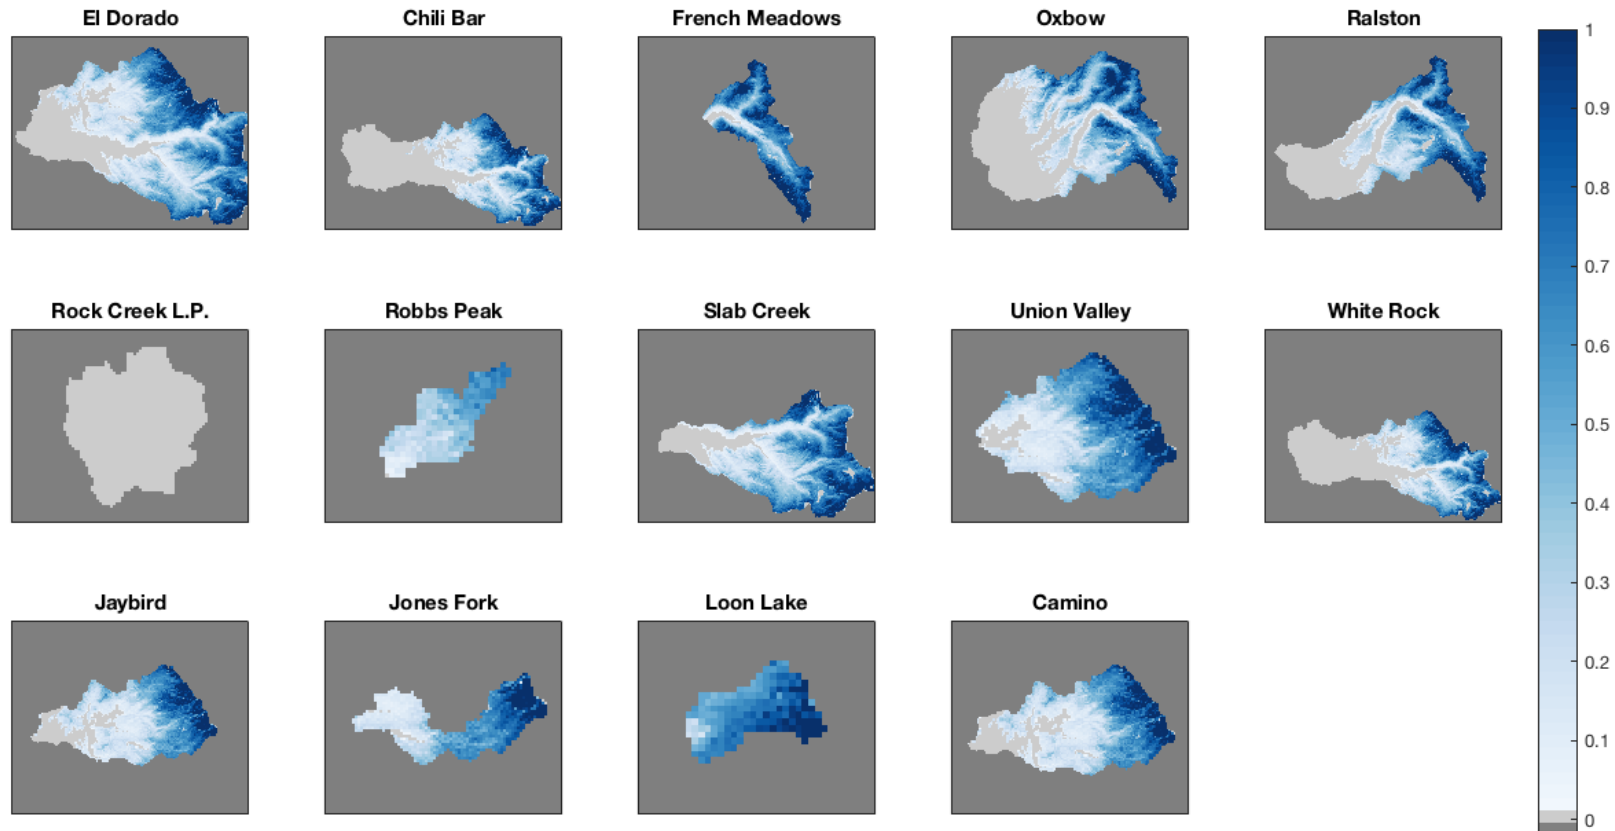 El Dorado
Chili Bar
French Meadows
Oxbow
Ralston
Rock Creek L.P.
Robbs Peak
Slab Creek
Union Valley
White Rock
Jaybird
Jones Fork
Loon Lake
Camino
1
0.9
0.8
0.7
0.6
0.5
0.4
0.3
0.2
0.1
0